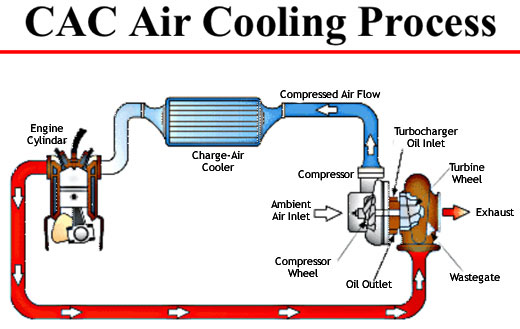 CAC Air Cooling Process
Compressed Air Flow
Engine
Cylindar
Charge-Air
Cooler
Turbocharger
Oil Inlet
Compressor
Turbine
Wheel
Ambient
Air Inlet
Exhaust
Compressor
Wheel
Oil Outlet
Wastegate